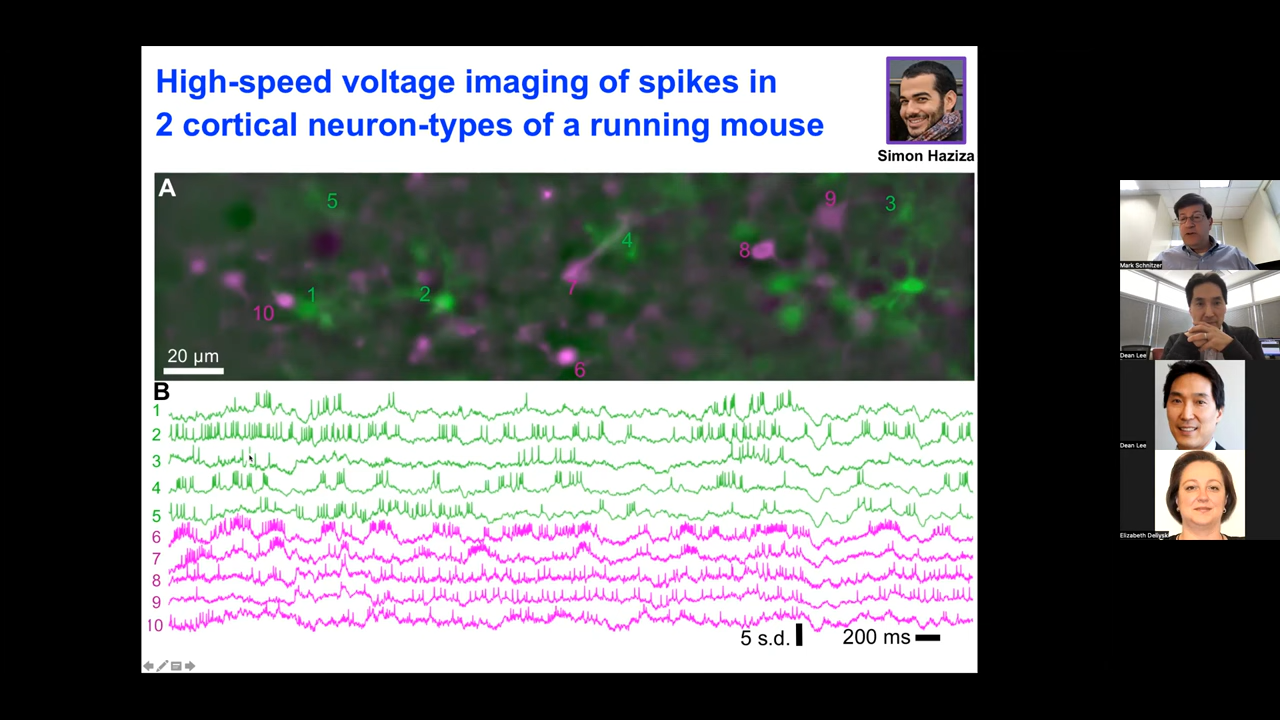 High-speed voltage imaging of spikes in
2 cortical neuron-types of a running mouse
Simon Haziza
A
5
9
3
4
8
7
1
2
10
6
20 μm
B
1
2
3
4
5
6
7
8
9
10
5 s.d.
200 ms
Mark Schnitzer
Dean Lee
Dean Lee